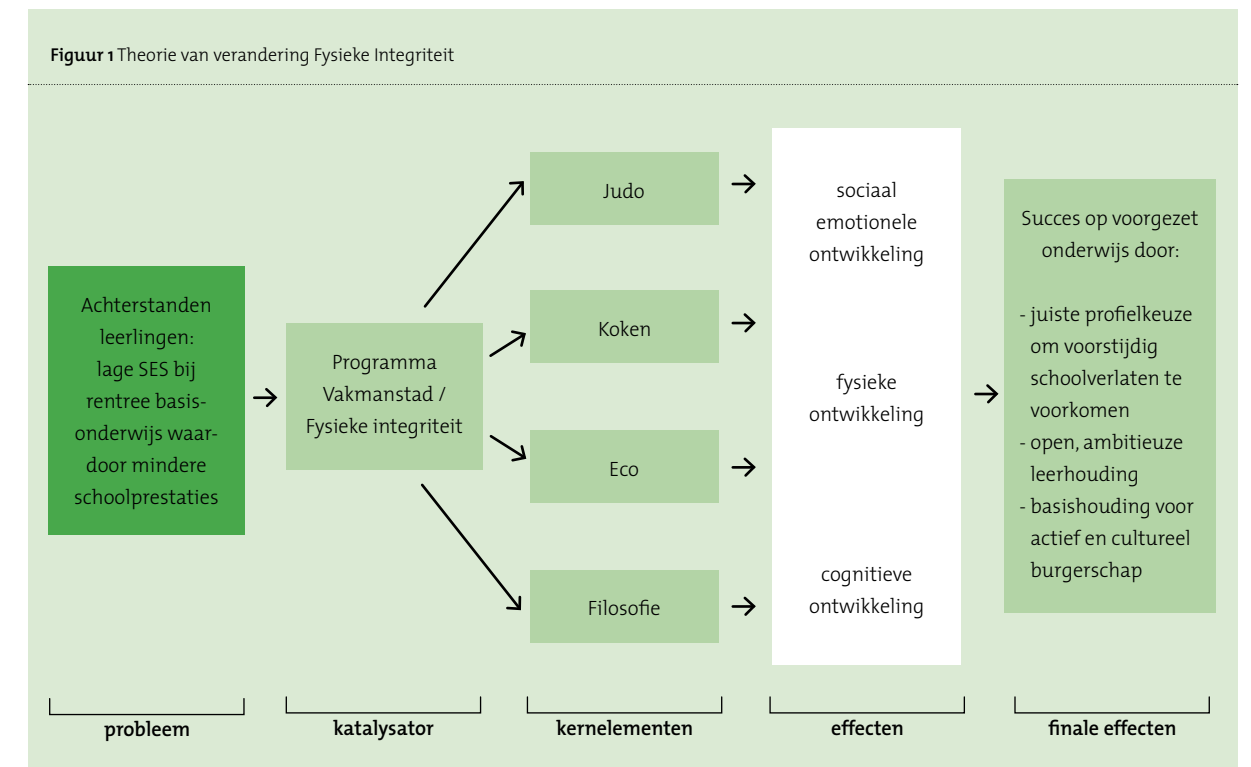 Figuur 1 Theorie van verandering Fysieke Integriteit
Achterstanden
leerlingen:
lage SES bij
rentree basis-
onderwijs waar-
door mindere
schoolprestaties
Programma
Vakmanstad /
Fysieke integriteit
Judo
Koken
Eco
Filosofie
sociaal
emotionele
ontwikkeling
fysieke
ontwikkeling
cognitieve
ontwikkeling
Succes op voorgezet
onderwijs door:
- juiste profielkeuze
om voorstijdig
schoolverlaten te
voorkomen
- open, ambitieuze
leerhouding
- basishouding voor
actief en cultureel
burgerschap
probleem
katalysator
kernelementen
effecten
finale effecten